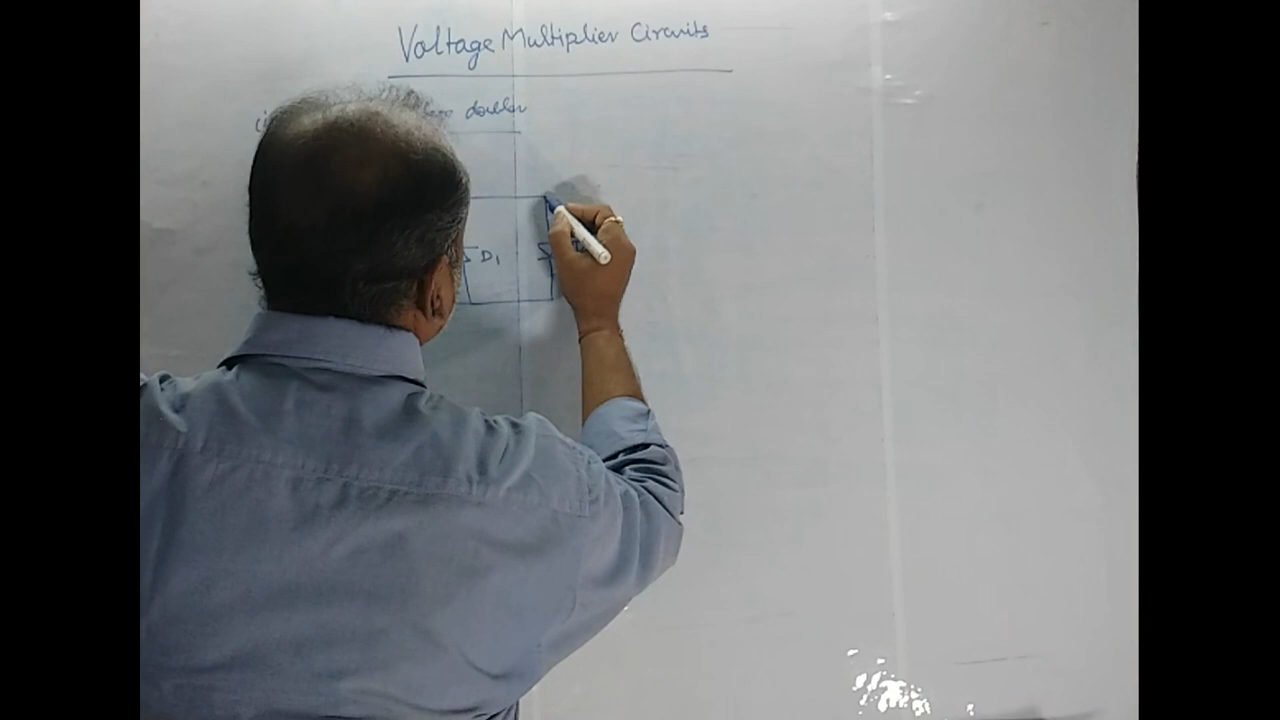 Voltage Multiplier Circuits
doubler
D₁